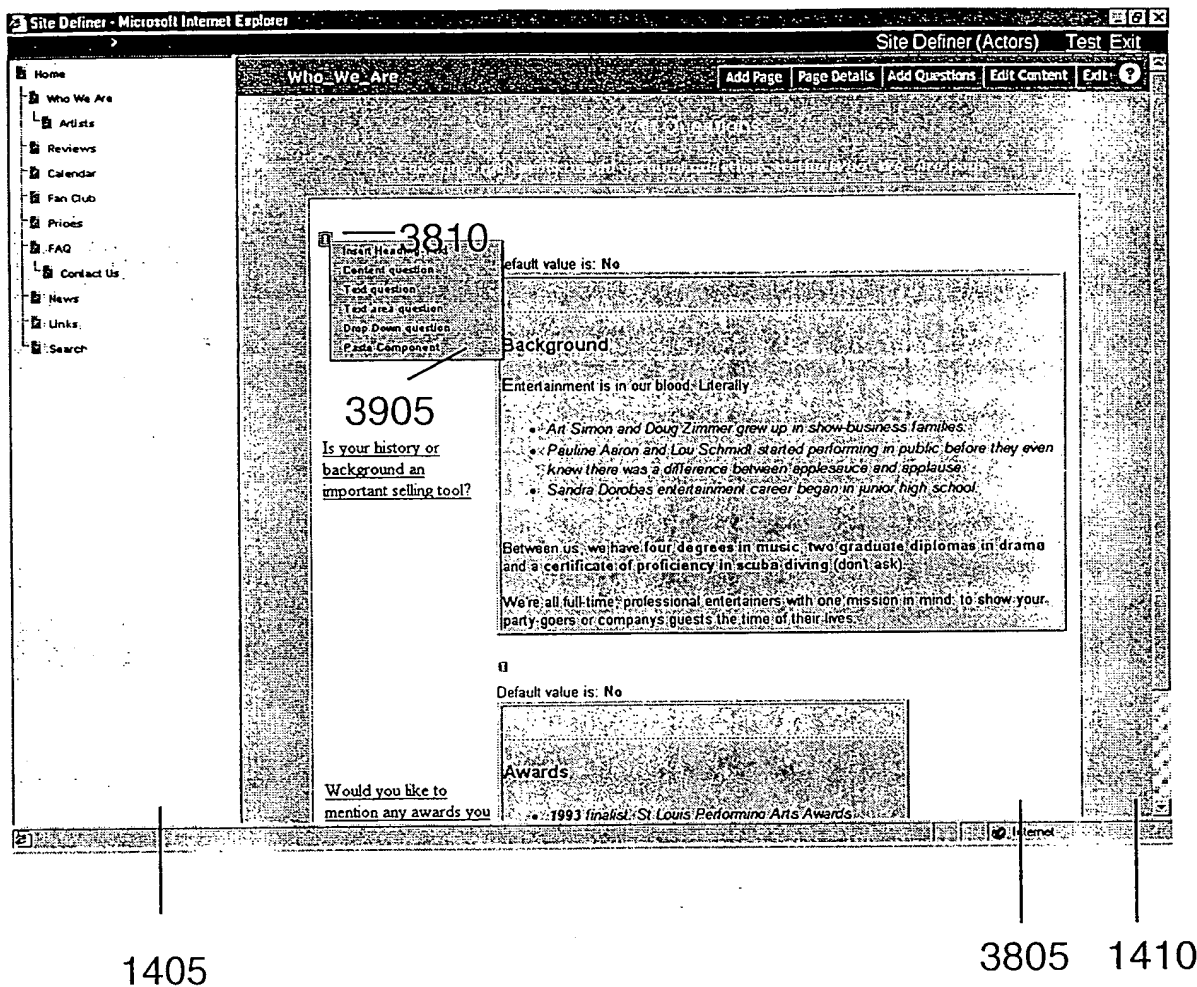 Site Definer - Microsoft Internet Explorer
Site Definer (Actors) Test Exit
Home
Who We Are
Artists
Reviews
Calendar
Fan Club
Prices
FAQ
Contact Us
News
Links
Search
Who_We_Are
Add Page Page Details Add Questions Edit Content Exit ?
Questions
3810
Insert Heading
Content question
Text question
Text area question
Drop Down question
Paste Component
3905
efault value is: No
Background
Entertainment is in our blood. Literally
• Art Simon and Doug Zimmer grew up in show-business families.
• Pauline Aaron and Lou Schmidt started performing in public before they even
knew there was a difference between applesauce and applause.
• Sandra Dorobas entertainment career began in junior high school.
Is your history or
background an
important selling tool?
Between us, we have four degrees in music, two graduate diplomas in drama
and a certificate of proficiency in scuba diving (don't ask).
We're all full-time, professional entertainers with one mission in mind: to show your
party-goers or companys guests the time of their lives.
Default value is: No
Awards
Would you like to
mention any awards you
• 1993 finalist, St Louis Performing Arts Awards
Internet
1405
3805 1410